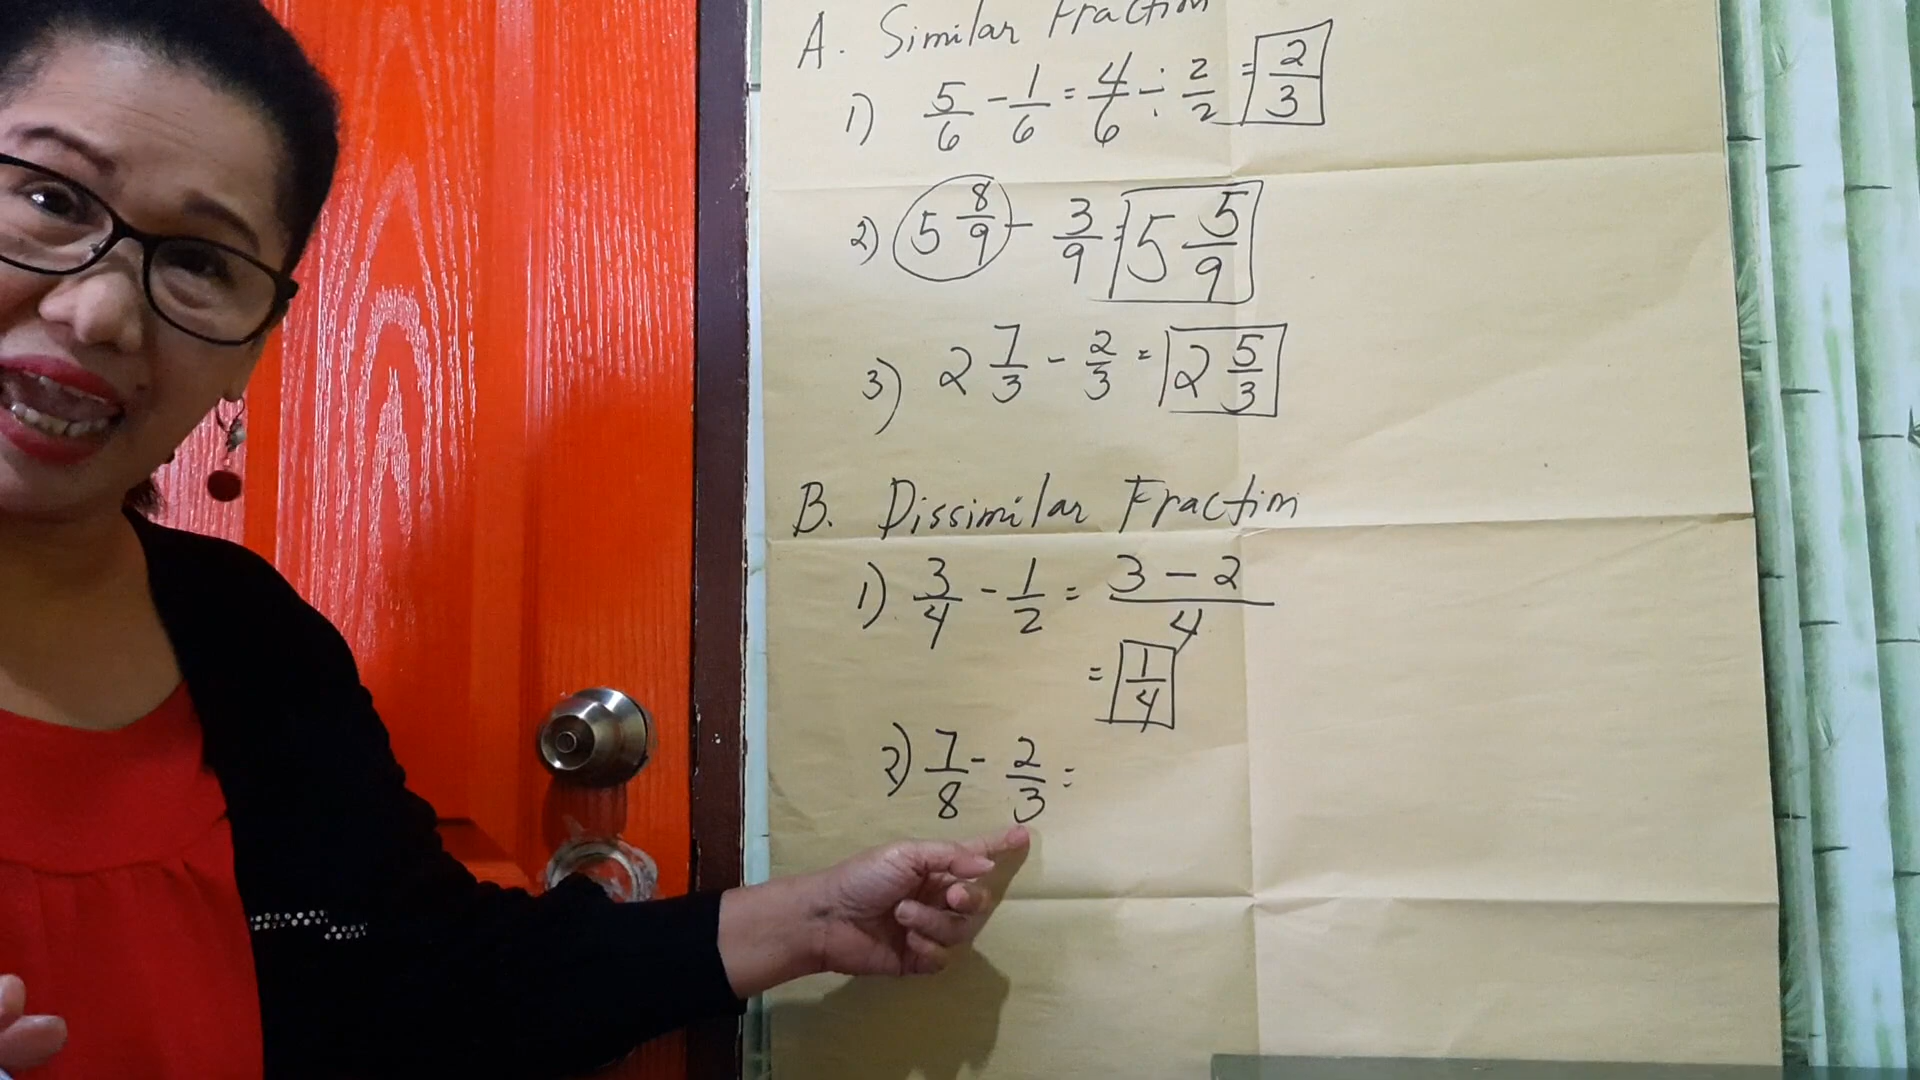 A. Similar Fraction
1) 5/6 - 1/6 = 4/6 ÷ 2/2 = 2/3
2) 5 8/9 - 3/9 = 5 5/9
3) 2 7/3 - 2/3 = 2 5/3
B. Dissimilar Fraction
1) 3/4 - 1/2 = 3 - 2/4
= 1/4
2) 7/8 - 2/3 =